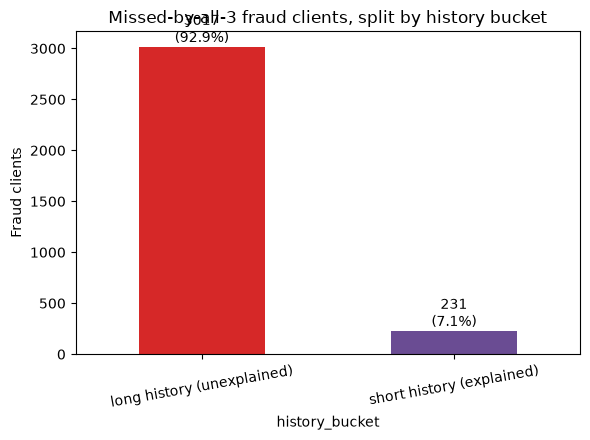 Missed-by-all-3 fraud clients, split by history bucket
3017
(92.9%)
3000
2500
2000
1500
1000
500
0
Fraud clients
231
(7.1%)
long history (unexplained)
short history (explained)
history_bucket